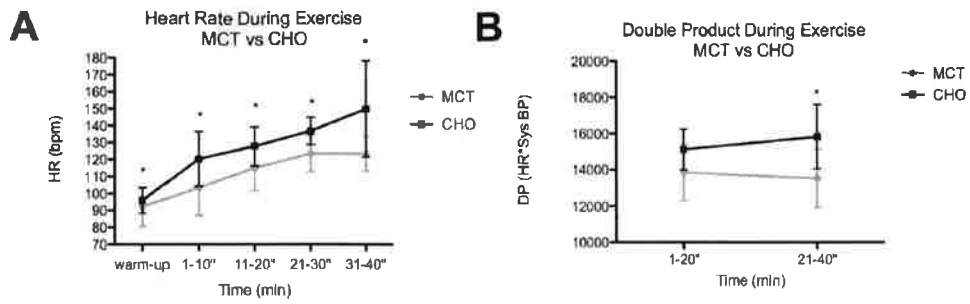 A
Heart Rate During Exercise
MCT vs CHO
180
170
160
150
140
130
120
110
100
90
80
70
HR (bpm)
*
*
*
*
*
warm-up 1-10" 11-20" 21-30" 31-40"
Time (min)
MCT
CHO
B
Double Product During Exercise
MCT vs CHO
20000
18000
16000
14000
12000
10000
DP (HR*Sys BP)
*
1-20" 21-40"
Time (min)
MCT
CHO